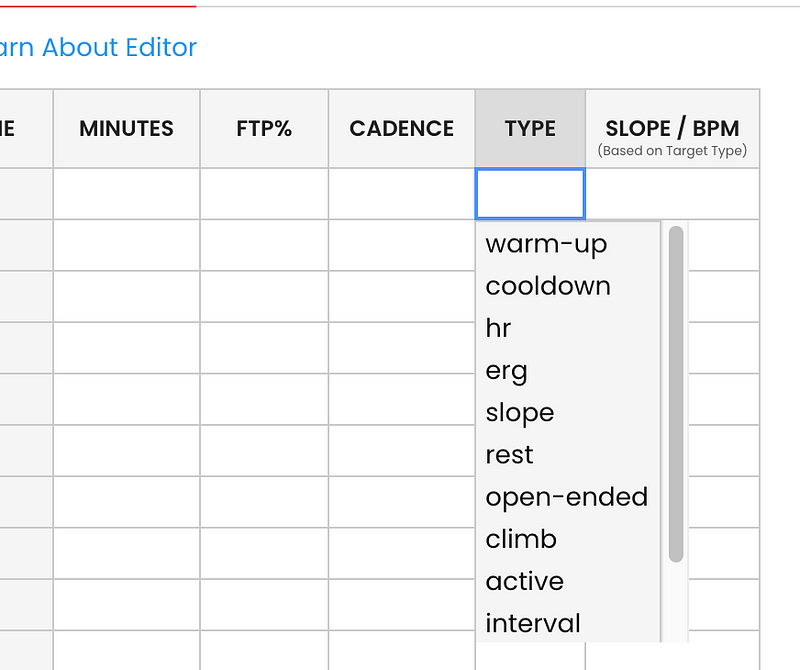 arn About Editor
IE
MINUTES
FTP%
CADENCE
TYPE
SLOPE / BPM
(Based on Target Type)
warm-up
cooldown
hr
erg
slope
rest
open-ended
climb
active
interval